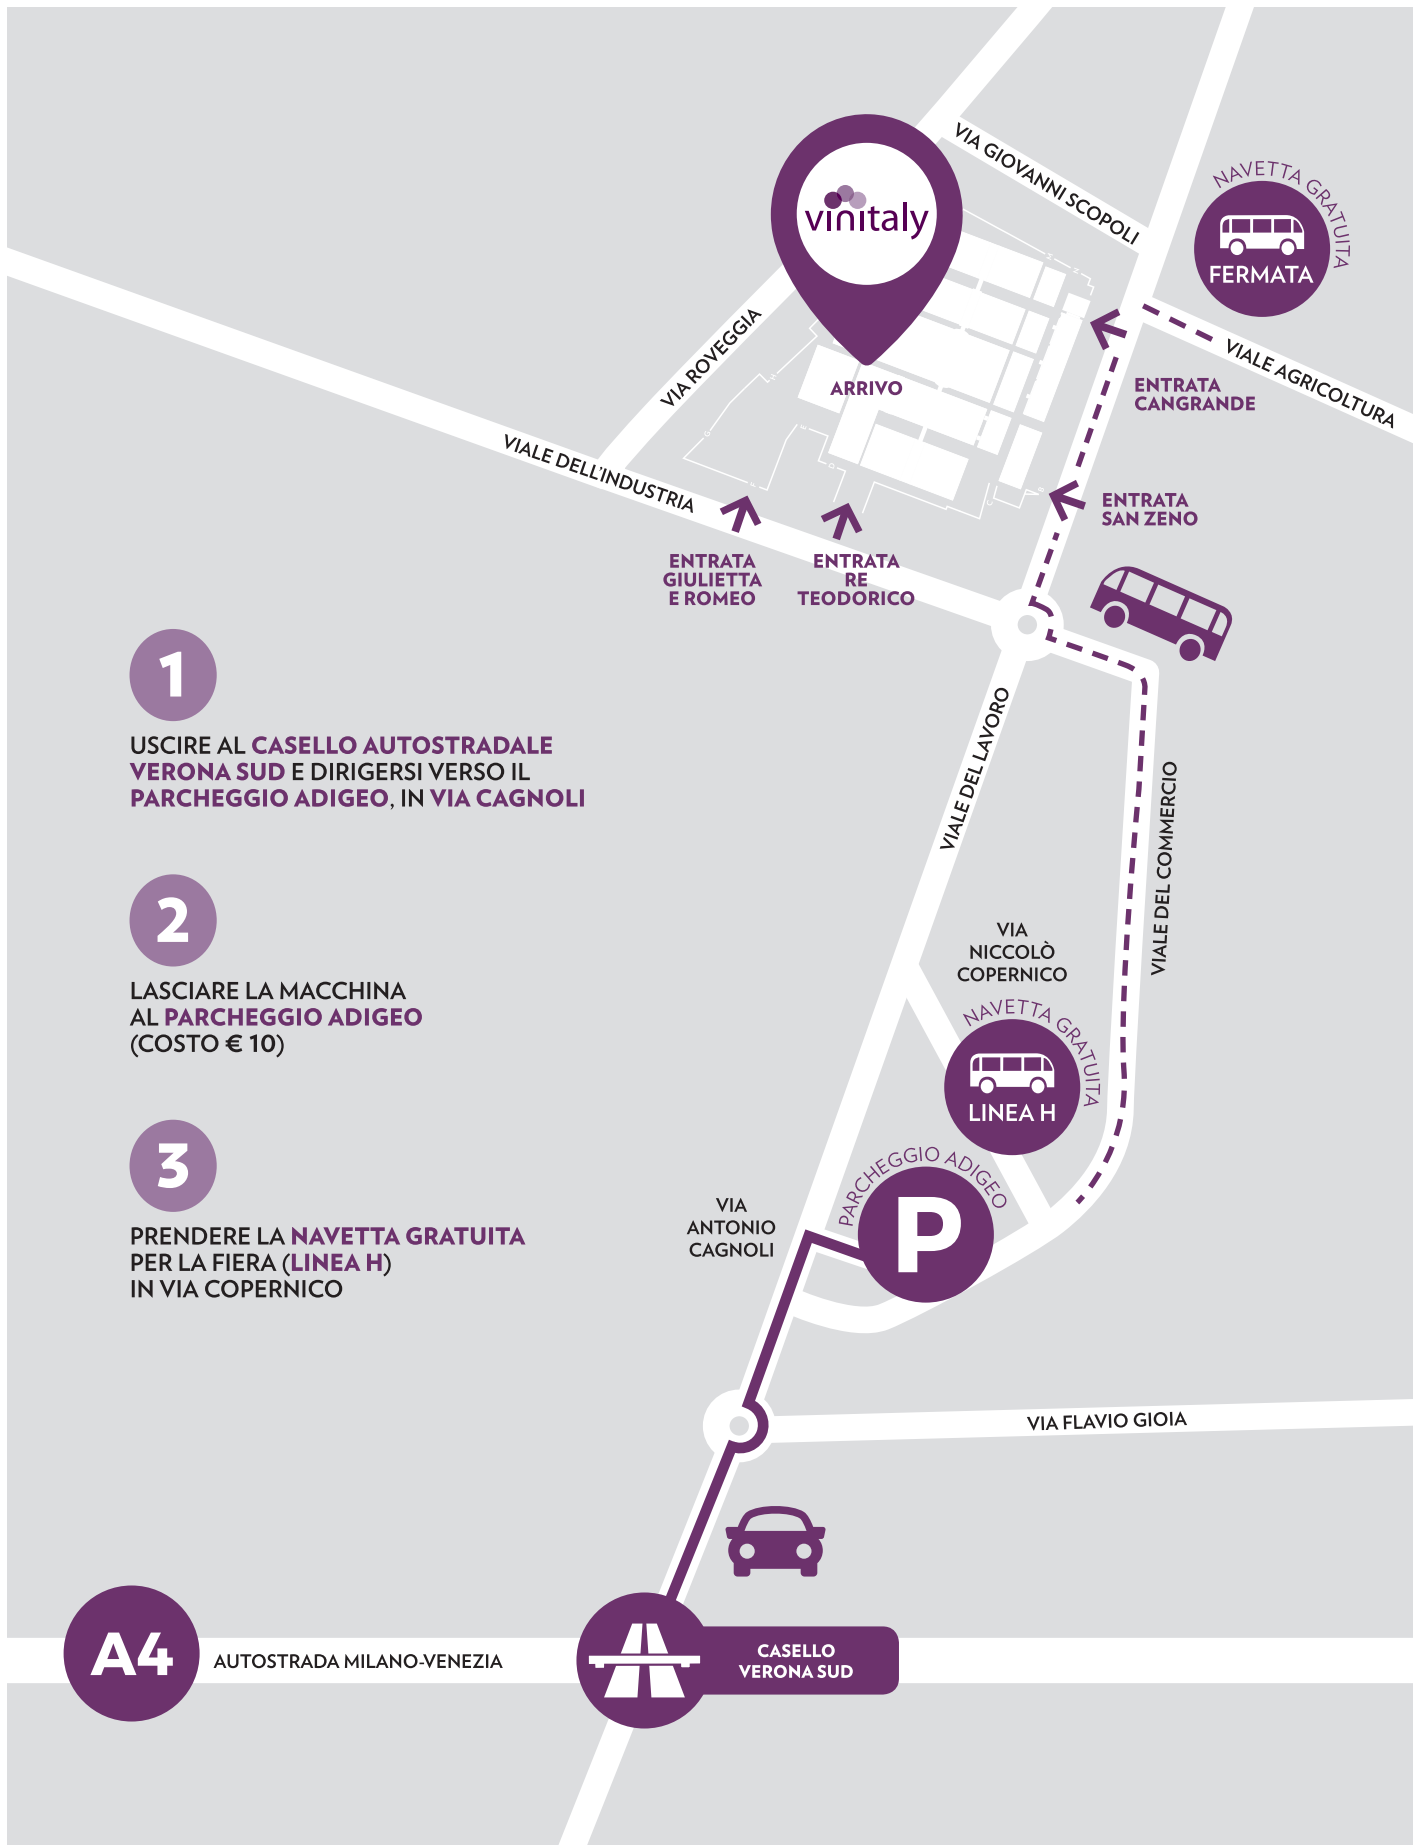 VIA GIOVANNI SCOPOLI
NAVETTA GRATUITA
FERMATA
vinitaly
ARRIVO
VIA ROVEGGIA
VIALE AGRICOLTURA
ENTRATA
CANGRANDE
VIALE DELL'INDUSTRIA
ENTRATA
SAN ZENO
ENTRATA
GIULIETTA
E ROMEO
ENTRATA
RE
TEODORICO
1
USCIRE AL CASELLO AUTOSTRADALE
VERONA SUD E DIRIGERSI VERSO IL
PARCHEGGIO ADIGEO, IN VIA CAGNOLI
2
LASCIARE LA MACCHINA
AL PARCHEGGIO ADIGEO
(COSTO € 10)
3
PRENDERE LA NAVETTA GRATUITA
PER LA FIERA (LINEA H)
IN VIA COPERNICO
VIALE DEL LAVORO
VIALE DEL COMMERCIO
VIA
NICCOLÒ
COPERNICO
NAVETTA GRATUITA
LINEA H
PARCHEGGIO ADIGEO
P
VIA
ANTONIO
CAGNOLI
VIA FLAVIO GIOIA
A4
AUTOSTRADA MILANO-VENEZIA
CASELLO
VERONA SUD